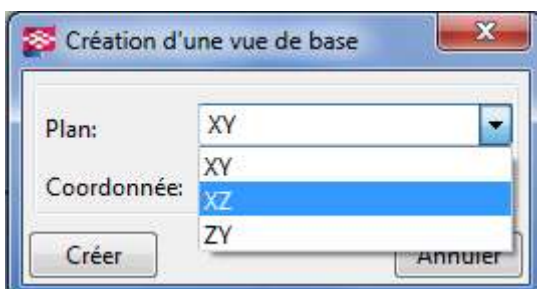 Création d'une vue de base
Plan: XY
XY
Coordonnée: XZ
ZY
Créer Annuler